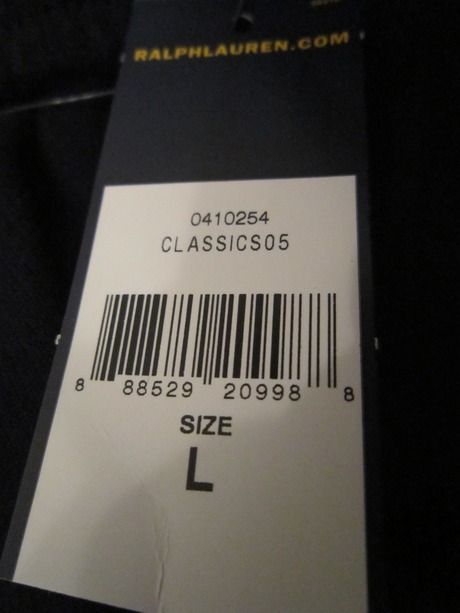 RALPHLAUREN.COM
0410254
CLASSICS05
8 88529 20998 8
SIZE
L